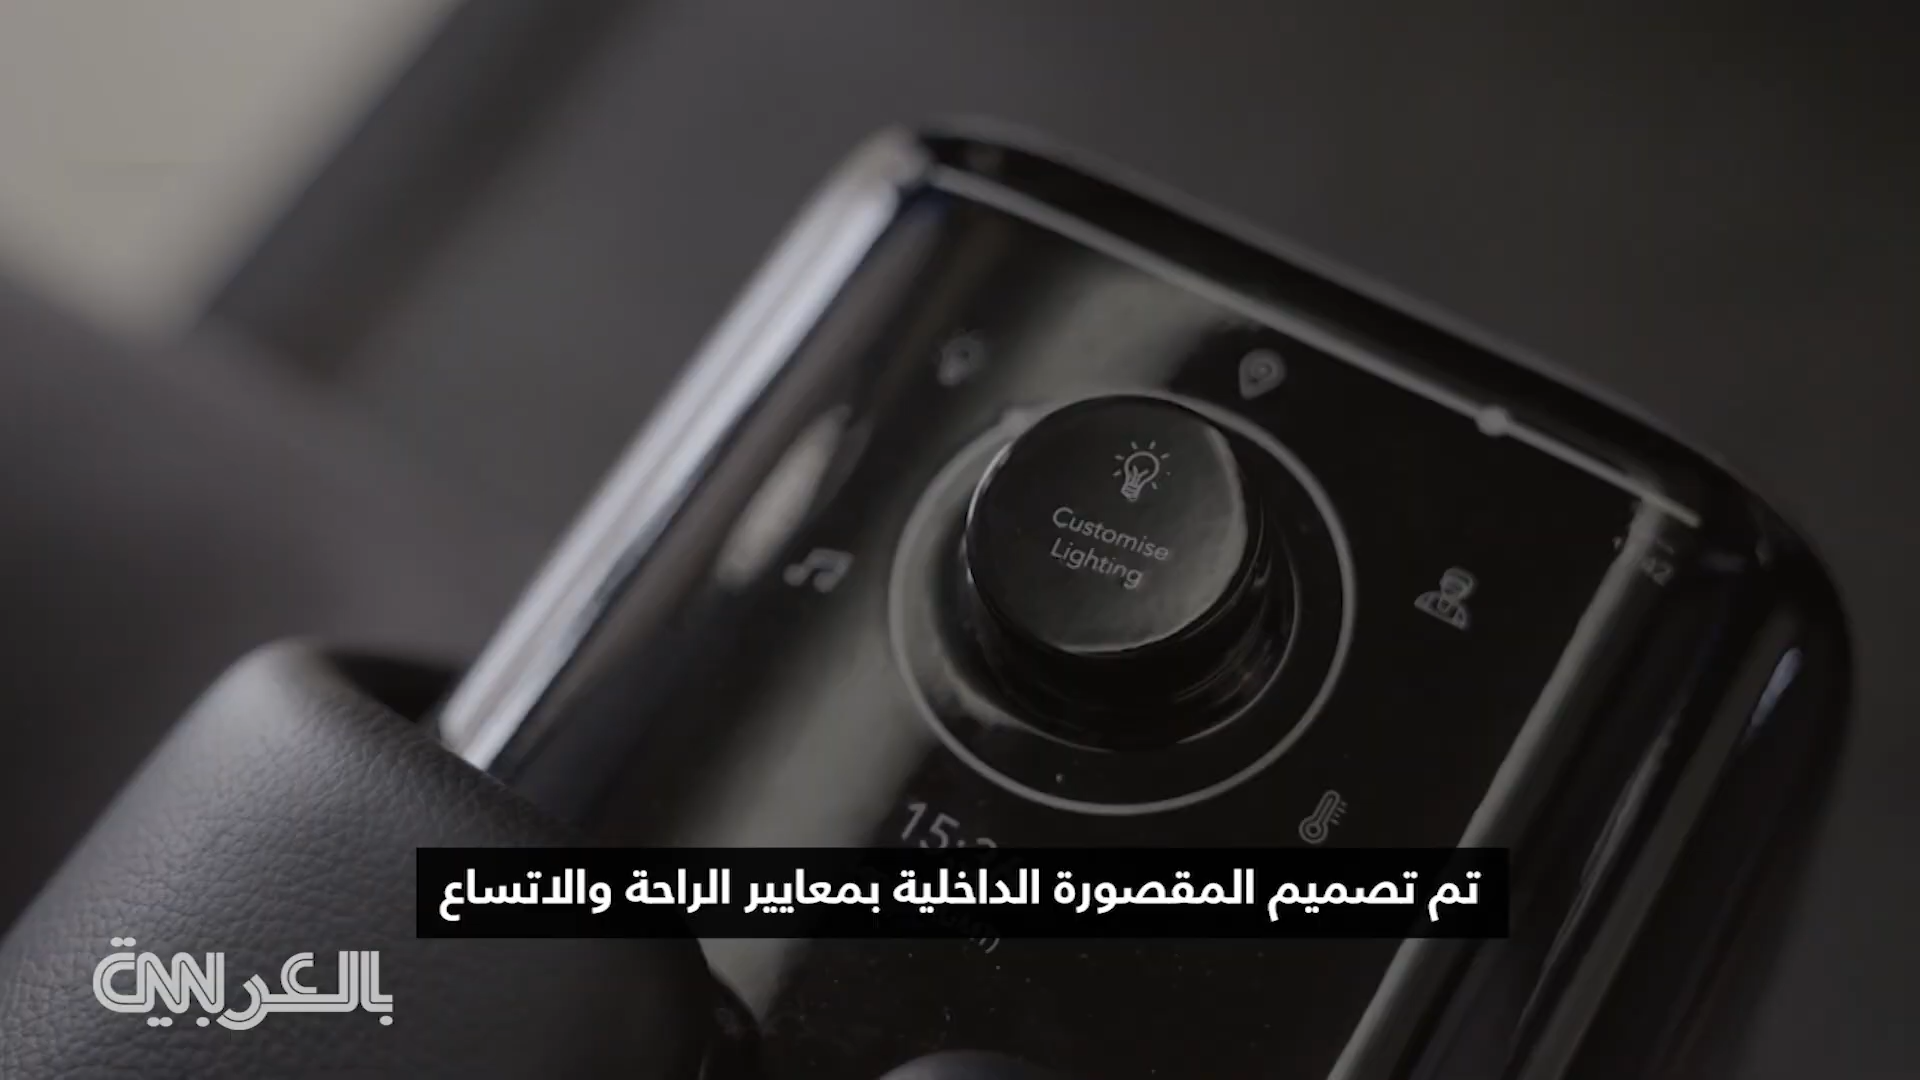 Customise
Lighting
تم تصميم المقصورة الداخلية بمعايير الراحة والاتساع
CNN بالعربية